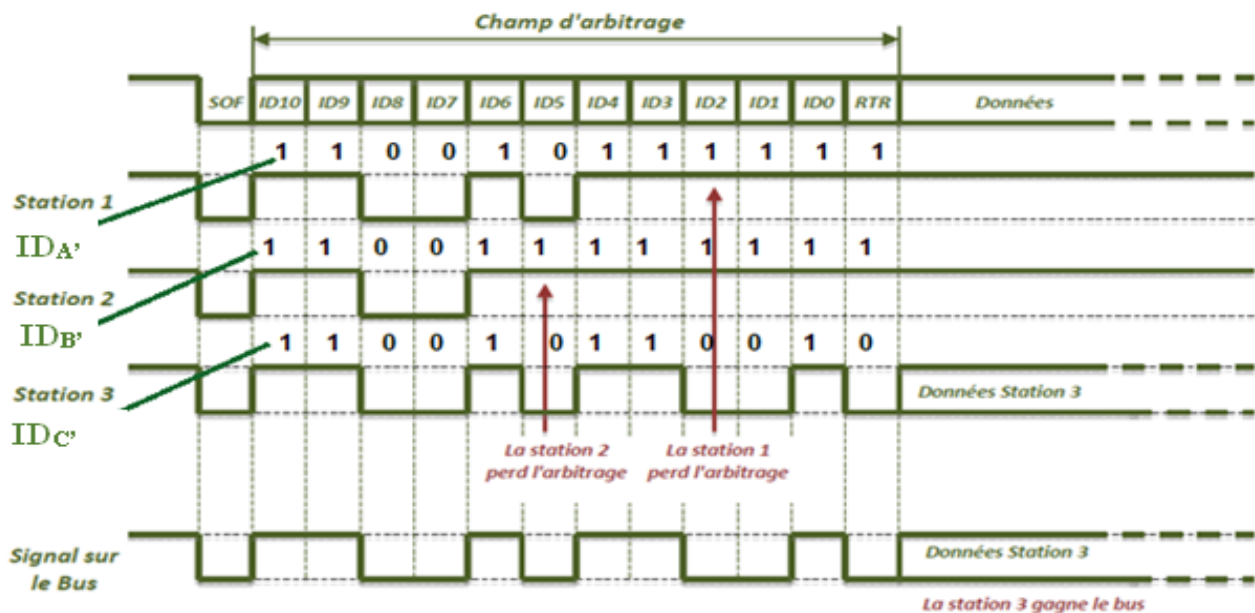 Champ d'arbitrage
SOF ID10 ID9 ID8 ID7 ID6 ID5 ID4 ID3 ID2 ID1 ID0 RTR Données
1 1 0 0 1 0 1 1 1 1 1 1
Station 1
IDA'
1 1 0 0 1 1 1 1 1 1 1 1
Station 2
IDB'
1 1 0 0 1 0 1 1 0 0 1 0
Station 3
Données Station 3
IDC'
La station 2
perd l'arbitrage
La station 1
perd l'arbitrage
Signal sur
le Bus
Données Station 3
La station 3 gagne le bus